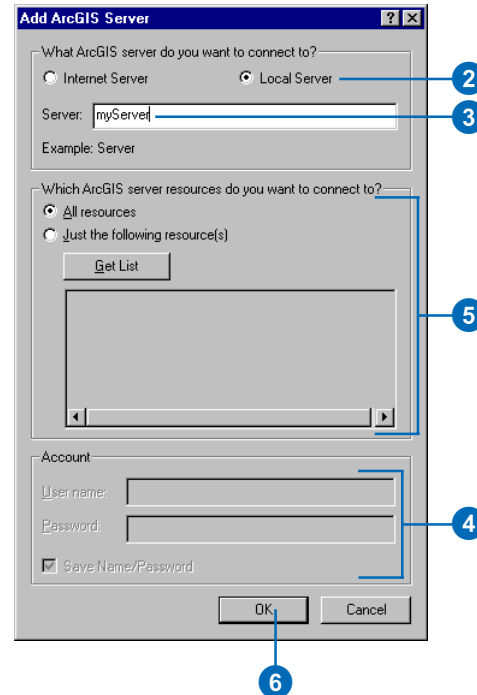 Add ArcGIS Server
What ArcGIS server do you want to connect to?
Internet Server
Local Server
2
Server: myServer
3
Example: Server
Which ArcGIS server resources do you want to connect to?
All resources
Just the following resource(s)
Get List
5
Account
User name:
Password:
4
Save Name/Password
OK
Cancel
6